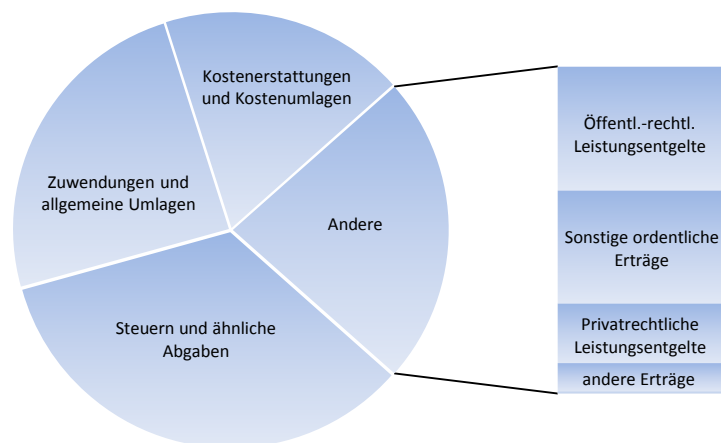 Kostenerstattungen
und Kostenumlagen
Öffentl.-rechtl.
Leistungsentgelte
Zuwendungen und
allgemeine Umlagen
Andere
Sonstige ordentliche
Erträge
Steuern und ähnliche
Abgaben
Privatrechtliche
Leistungsentgelte
andere Erträge